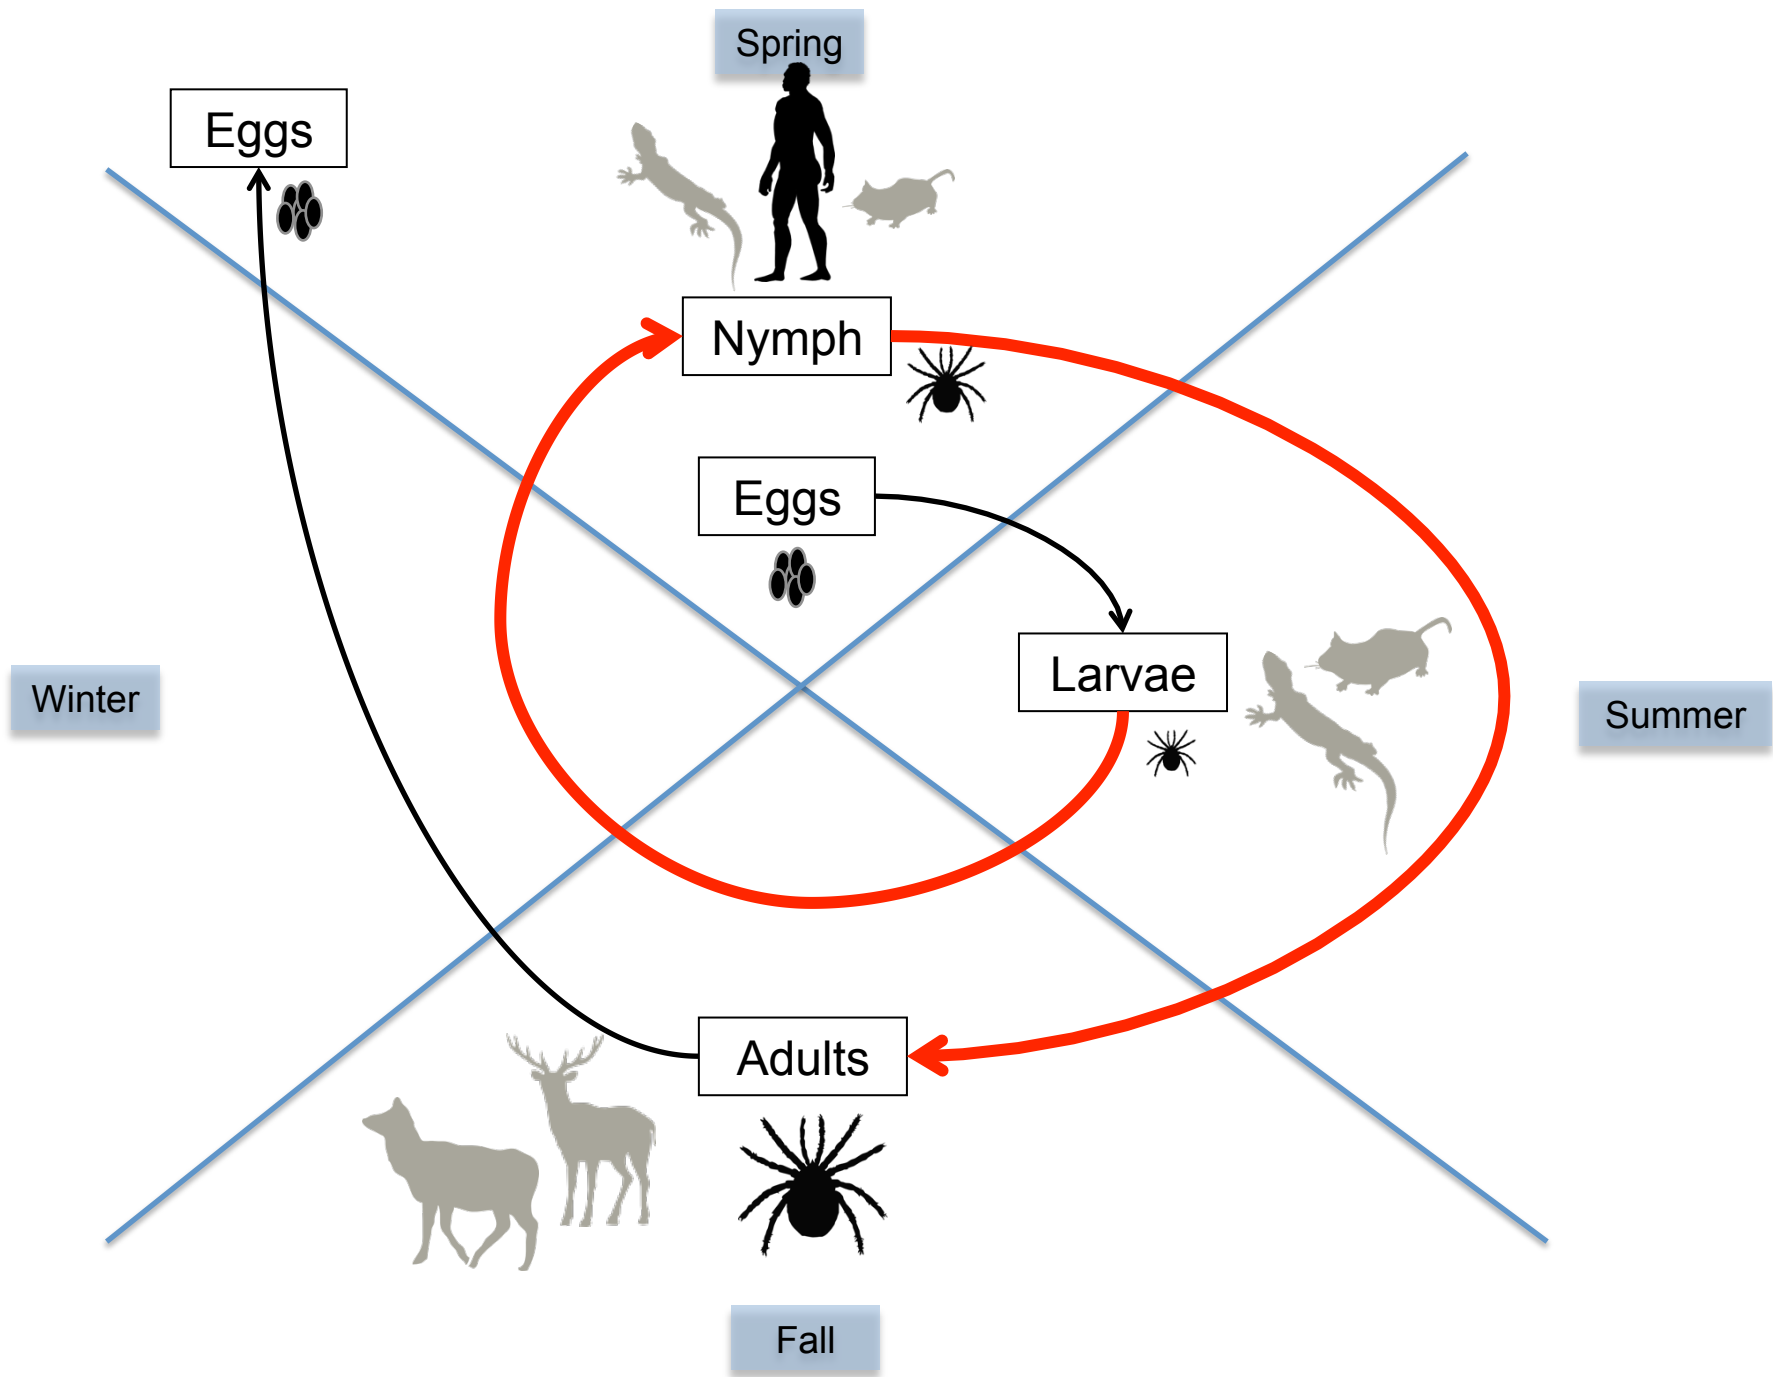 Spring
Eggs
Nymph
Eggs
Larvae
Winter
Summer
Adults
Fall